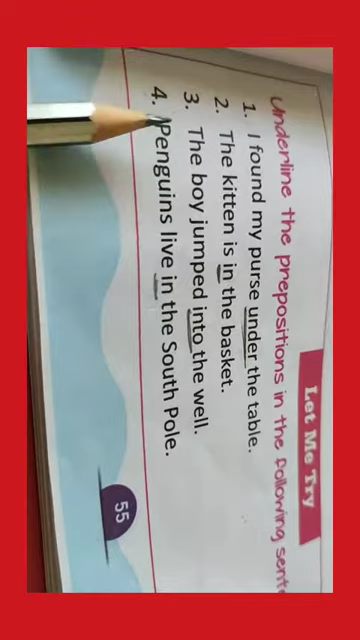 Let Me Try
Underline the prepositions in the following
1. I found my purse under the table.
2. The kitten is in the basket.
3. The boy jumped into the well.
4. Penguins live in the South Pole.
55